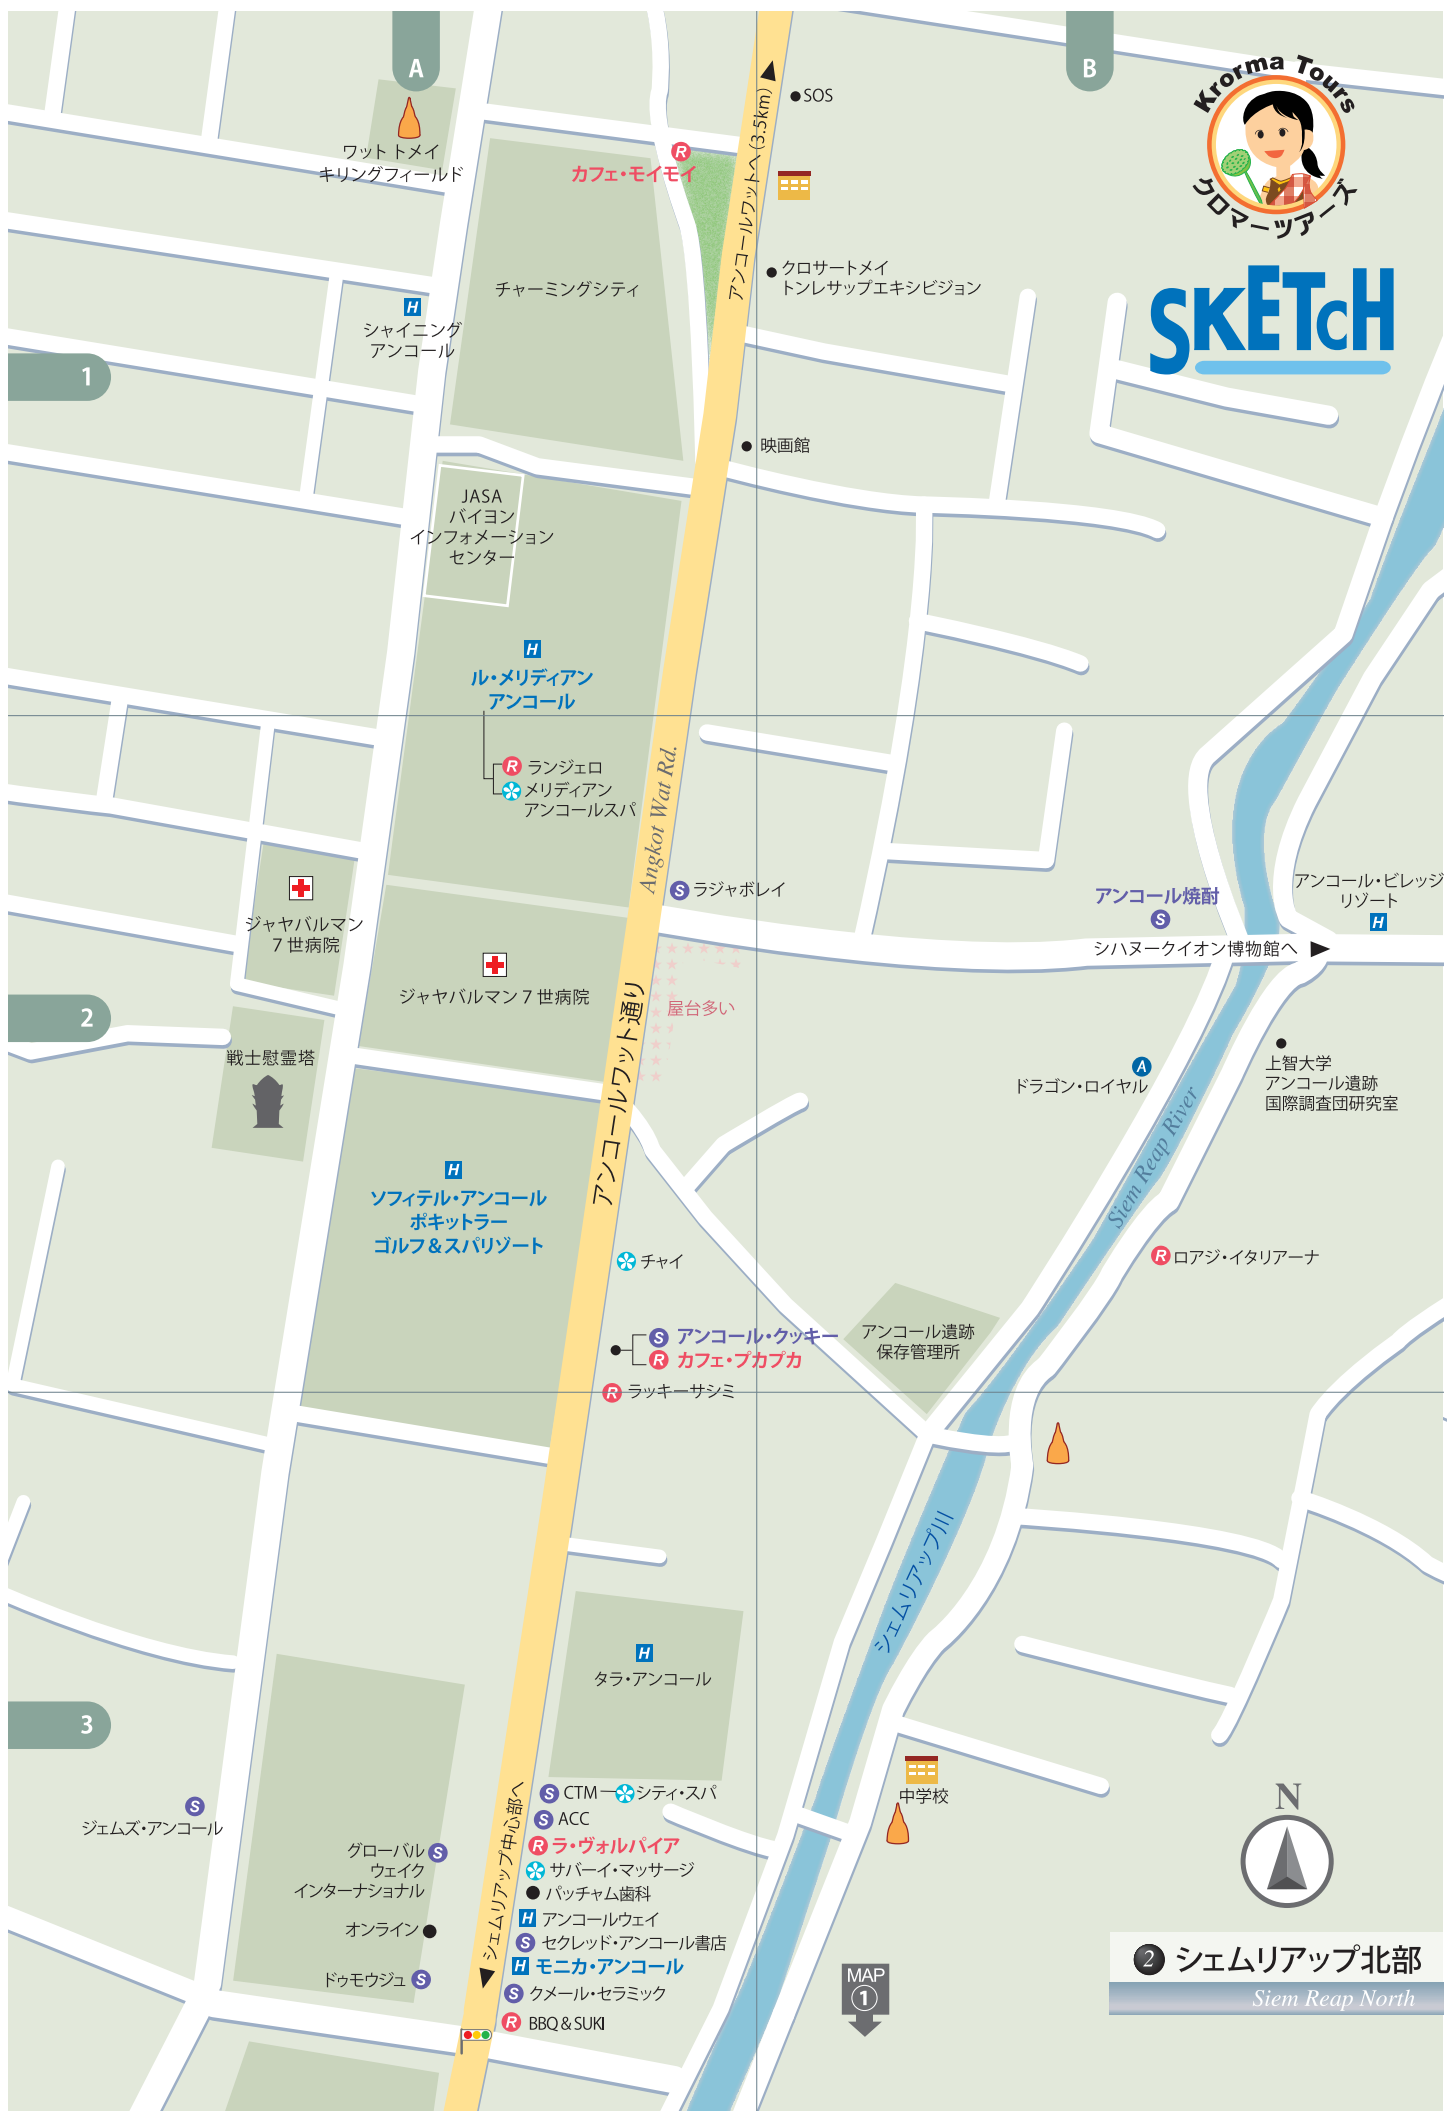 A
B
Krorma Tours
クロマーツアーズ
SKETcH
SOS
アンコールワットへ(3.5km)
ワット トメイ
キリングフィールド
カフェ・モイモイ
クロサートメイ
トンレサップエキシビジョン
チャーミングシティ
シャイニング
アンコール
1
映画館
JASA
バイヨン
インフォメーション
センター
ル・メリディアン
アンコール
ランジェロ
メリディアン
アンコールスパ
Angkot Wat Rd.
ラジャボレイ
アンコール焼酎
アンコール・ビレッジ
リゾート
シハヌークイオン博物館へ
ジャヤバルマン
7 世病院
ジャヤバルマン 7 世病院
屋台多い
アンコールワット通り
2
戦士慰霊塔
ドラゴン・ロイヤル
上智大学
アンコール遺跡
国際調査団研究室
Siem Reap River
ソフィテル・アンコール
ポキットラー
ゴルフ＆スパリゾート
チャイ
ロアジ・イタリアーナ
アンコール・クッキー
カフェ・プカプカ
アンコール遺跡
保存管理所
ラッキーサシミ
シェムリアップ川
タラ・アンコール
3
中学校
CTM
シティ・スパ
ACC
ラ・ヴォルパイア
サバーイ・マッサージ
パッチャム歯科
アンコールウェイ
セクレッド・アンコール書店
モニカ・アンコール
クメール・セラミック
BBQ & SUKI
シェムリアップ中心部へ
ジェムズ・アンコール
グローバル
ウェイク
インターナショナル
オンライン
ドゥモウジュ
N
MAP
1
2 シェムリアップ北部
Siem Reap North